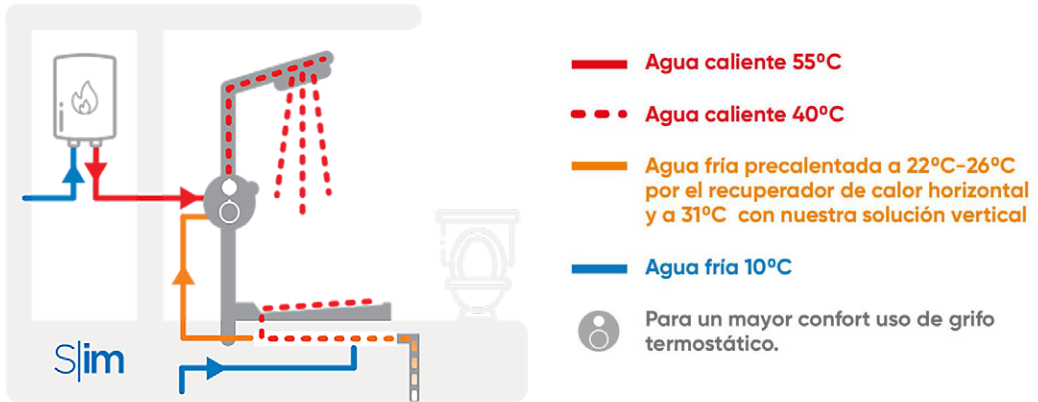 Agua caliente 55ºC
Agua caliente 40ºC
Agua fría precalentada a 22ºC-26ºC
por el recuperador de calor horizontal
y a 31ºC con nuestra solución vertical
Agua fría 10ºC
Para un mayor confort uso de grifo
termostático.
S|im